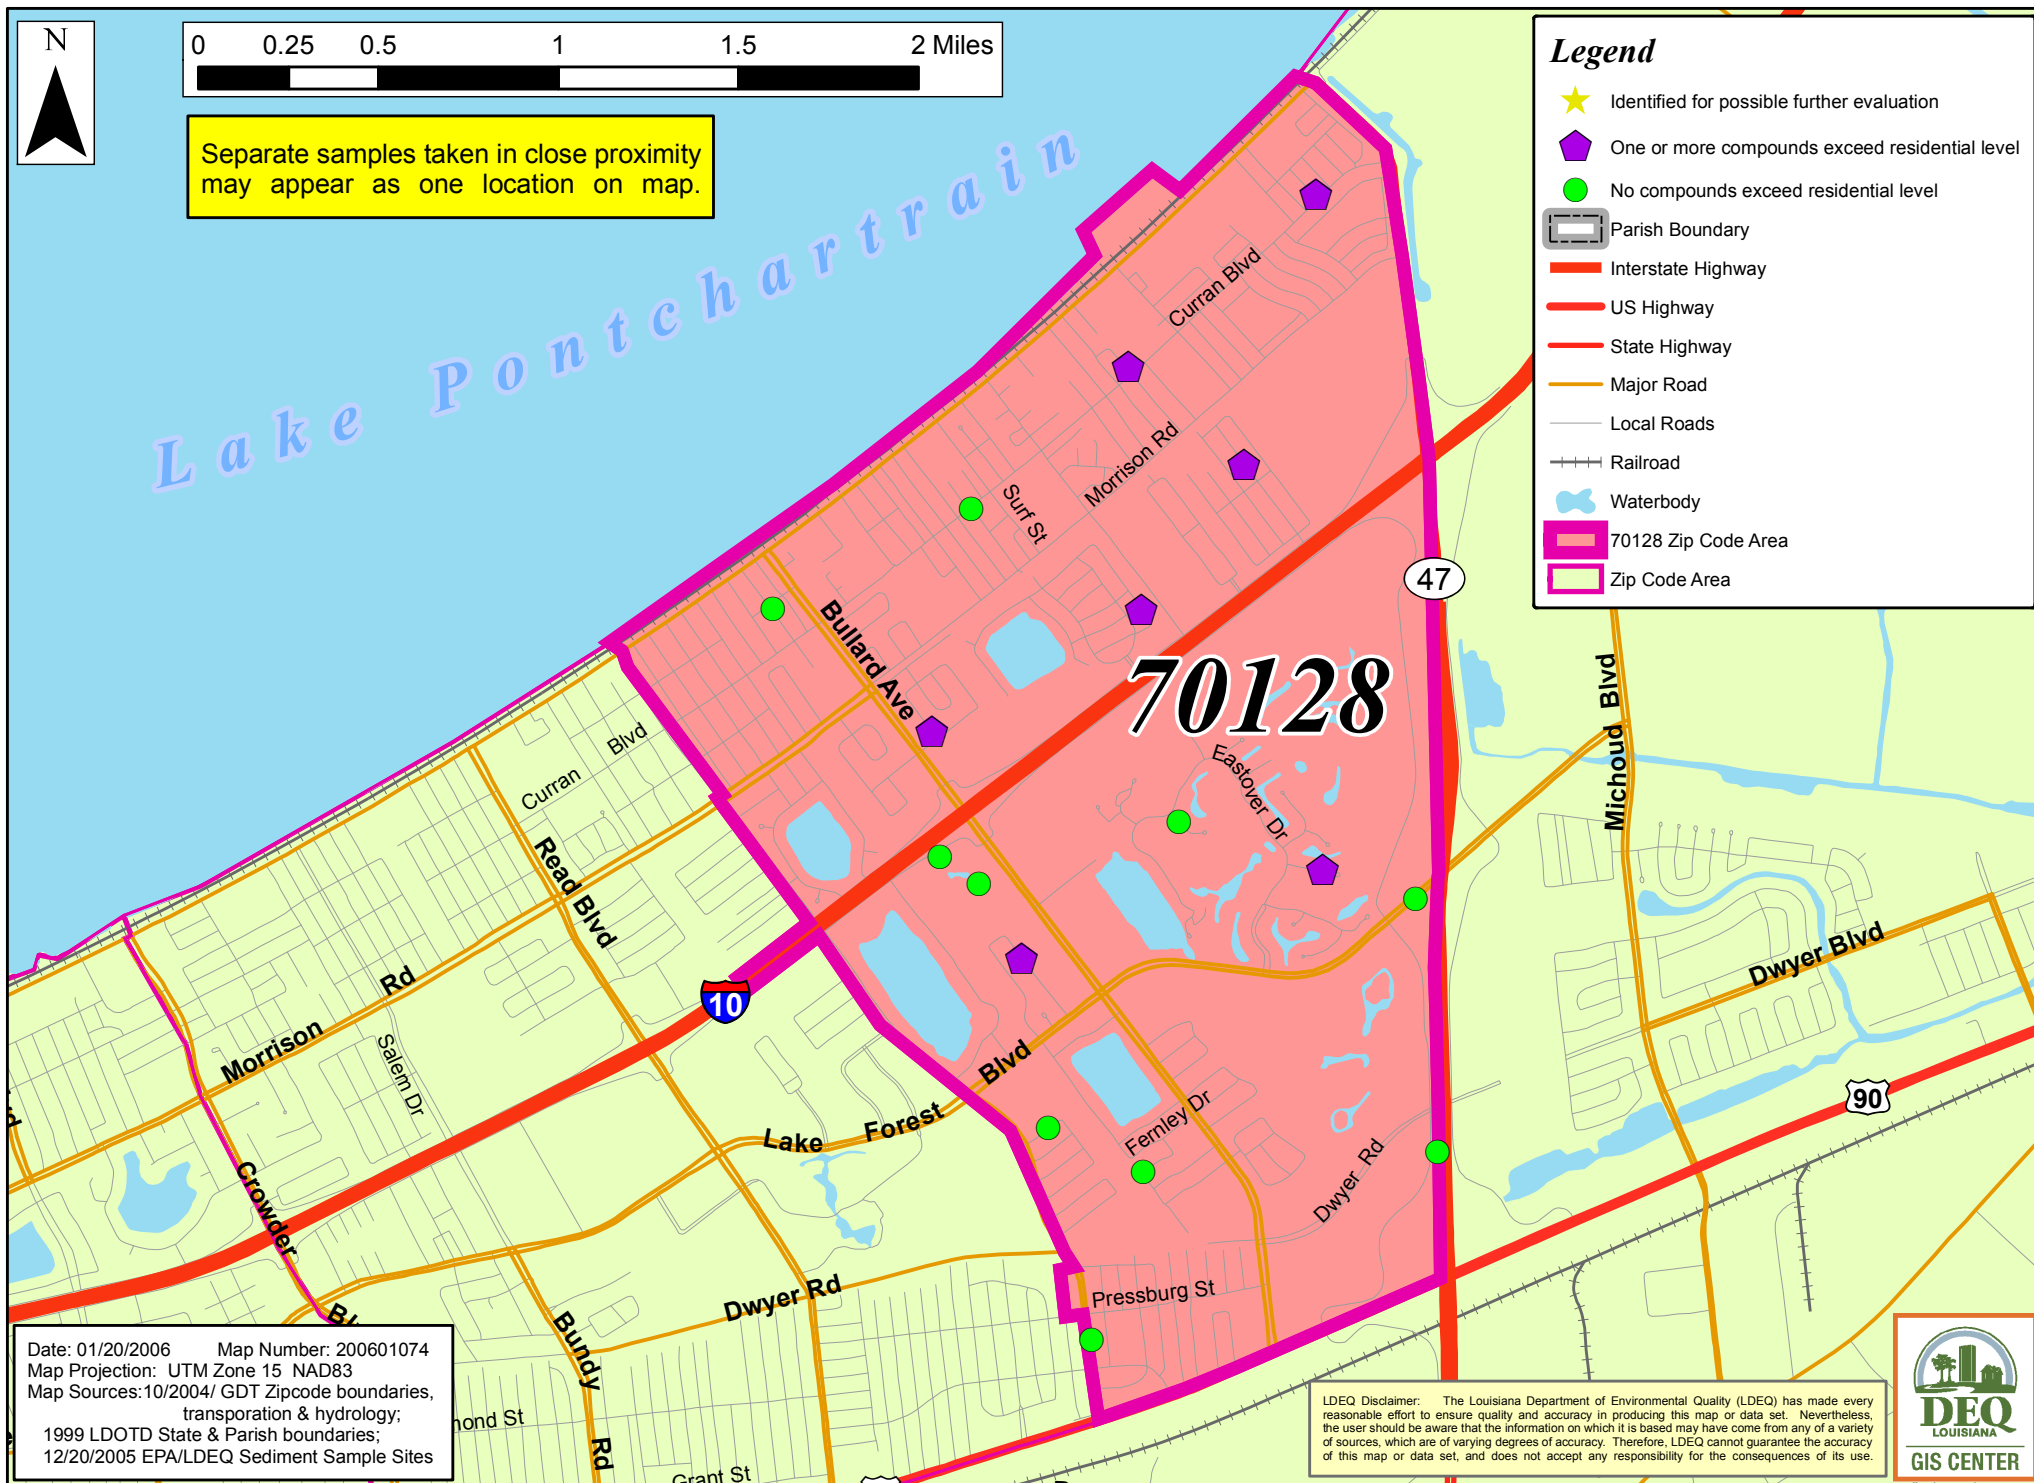 N
0 0.25 0.5 1 1.5 2 Miles
Separate samples taken in close proximity
may appear as one location on map.
Lake Pontchartrain
Legend
Identified for possible further evaluation
One or more compounds exceed residential level
No compounds exceed residential level
Parish Boundary
Interstate Highway
US Highway
State Highway
Major Road
Local Roads
Railroad
Waterbody
70128 Zip Code Area
Zip Code Area
Curran Blvd
Morrison Rd
Surf St
47
Bullard Ave
70128
Michoud Blvd
Curran Blvd
Eastover Dr
Read Blvd
Dwyer Blvd
10
Morrison Rd
Salem Dr
Lake Forest Blvd
90
Fernley Dr
Dwyer Rd
Crowder
Dwyer Rd
Pressburg St
Bundy Rd
Grant St
Date: 01/20/2006 Map Number: 200601074
Map Projection: UTM Zone 15 NAD83
Map Sources:10/2004/ GDT Zipcode boundaries,
transporation & hydrology;
1999 LDOTD State & Parish boundaries;
12/20/2005 EPA/LDEQ Sediment Sample Sites
LDEQ Disclaimer: The Louisiana Department of Environmental Quality (LDEQ) has made every
reasonable effort to ensure quality and accuracy in producing this map or data set. Nevertheless,
the user should be aware that the information on which it is based may have come from any of a variety
of sources, which are of varying degrees of accuracy. Therefore, LDEQ cannot guarantee the accuracy
of this map or data set, and does not accept any responsibility for the consequences of its use.
DEQ
LOUISIANA
GIS CENTER